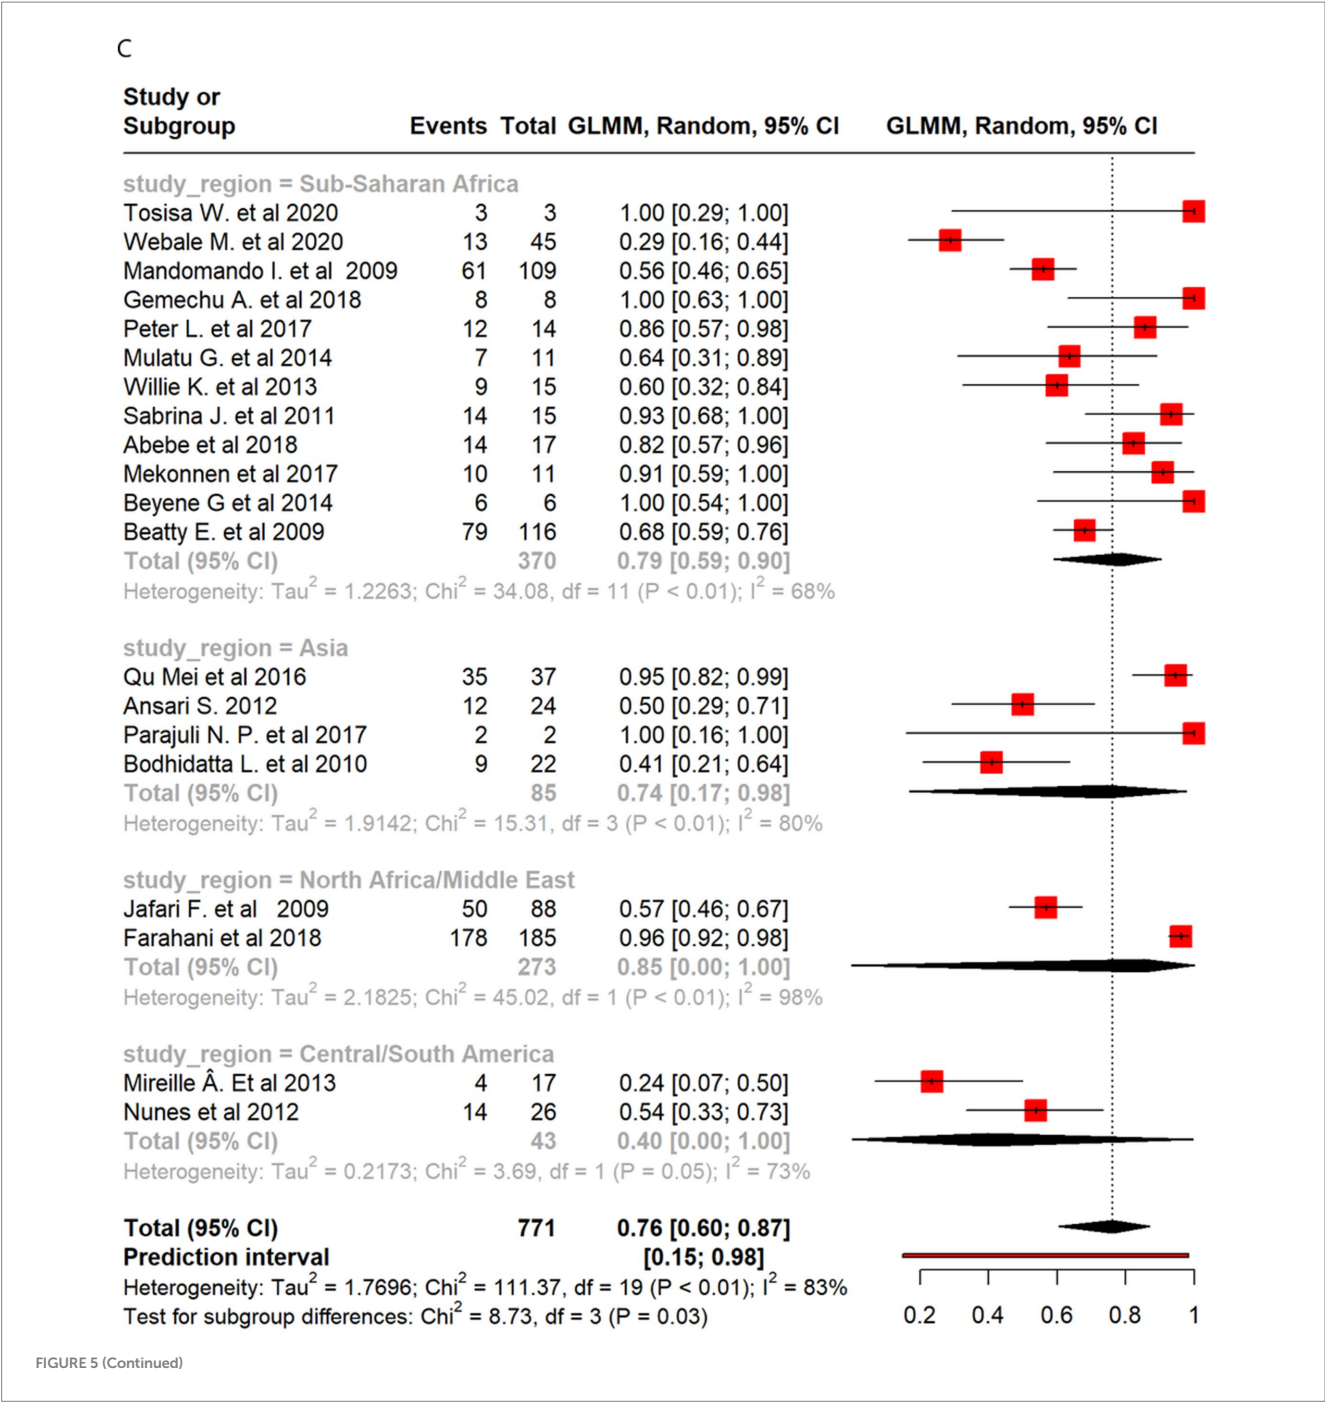 C
Study or
Subgroup Events Total GLMM, Random, 95% CI GLMM, Random, 95% CI
study_region = Sub-Saharan Africa
Tosisa W. et al 2020 3 3 1.00 [0.29; 1.00]
Webale M. et al 2020 13 45 0.29 [0.16; 0.44]
Mandomando I. et al 2009 61 109 0.56 [0.46; 0.65]
Gemechu A. et al 2018 8 8 1.00 [0.63; 1.00]
Peter L. et al 2017 12 14 0.86 [0.57; 0.98]
Mulatu G. et al 2014 7 11 0.64 [0.31; 0.89]
Willie K. et al 2013 9 15 0.60 [0.32; 0.84]
Sabrina J. et al 2011 14 15 0.93 [0.68; 1.00]
Abebe et al 2018 14 17 0.82 [0.57; 0.96]
Mekonnen et al 2017 10 11 0.91 [0.59; 1.00]
Beyene G et al 2014 6 6 1.00 [0.54; 1.00]
Beatty E. et al 2009 79 116 0.68 [0.59; 0.76]
Total (95% CI) 370 0.79 [0.59; 0.90]
Heterogeneity: Tau² = 1.2263; Chi² = 34.08, df = 11 (P < 0.01); I² = 68%
study_region = Asia
Qu Mei et al 2016 35 37 0.95 [0.82; 0.99]
Ansari S. 2012 12 24 0.50 [0.29; 0.71]
Parajuli N. P. et al 2017 2 2 1.00 [0.16; 1.00]
Bodhidatta L. et al 2010 9 22 0.41 [0.21; 0.64]
Total (95% CI) 85 0.74 [0.17; 0.98]
Heterogeneity: Tau² = 1.9142; Chi² = 15.31, df = 3 (P < 0.01); I² = 80%
study_region = North Africa/Middle East
Jafari F. et al 2009 50 88 0.57 [0.46; 0.67]
Farahani et al 2018 178 185 0.96 [0.92; 0.98]
Total (95% CI) 273 0.85 [0.00; 1.00]
Heterogeneity: Tau² = 2.1825; Chi² = 45.02, df = 1 (P < 0.01); I² = 98%
study_region = Central/South America
Mireille Â. Et al 2013 4 17 0.24 [0.07; 0.50]
Nunes et al 2012 14 26 0.54 [0.33; 0.73]
Total (95% CI) 43 0.40 [0.00; 1.00]
Heterogeneity: Tau² = 0.2173; Chi² = 3.69, df = 1 (P = 0.05); I² = 73%
Total (95% CI) 771 0.76 [0.60; 0.87]
Prediction interval [0.15; 0.98]
Heterogeneity: Tau² = 1.7696; Chi² = 111.37, df = 19 (P < 0.01); I² = 83%
Test for subgroup differences: Chi² = 8.73, df = 3 (P = 0.03)
0.2 0.4 0.6 0.8 1
FIGURE 5 (Continued)